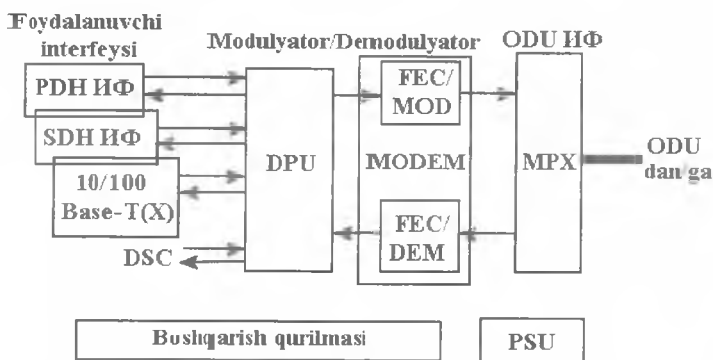 Foydalanuvchi
interfeysi
Modulyator/Demodulyator
ODU ИФ
PDH ИФ
SDH ИФ
10/100
Base-T(X)
DSC
DPU
FEC/
MOD
MODEM
FEC/
DEM
MPX
ODU
dan/ga
Boshqarish qurilmasi
PSU